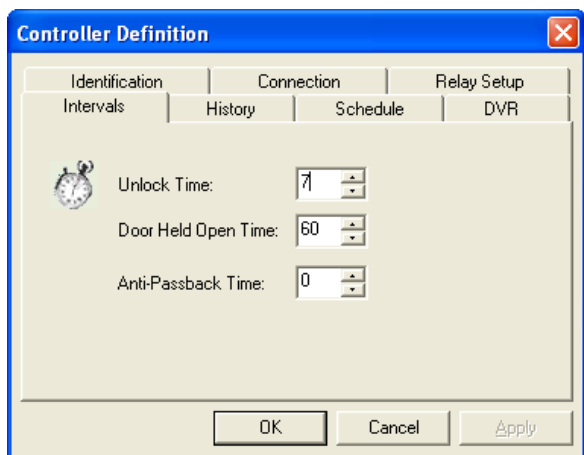 Controller Definition
Identification Connection Relay Setup
Intervals History Schedule DVR
Unlock Time: 7
Door Held Open Time: 60
Anti-Passback Time: 0
OK Cancel Apply